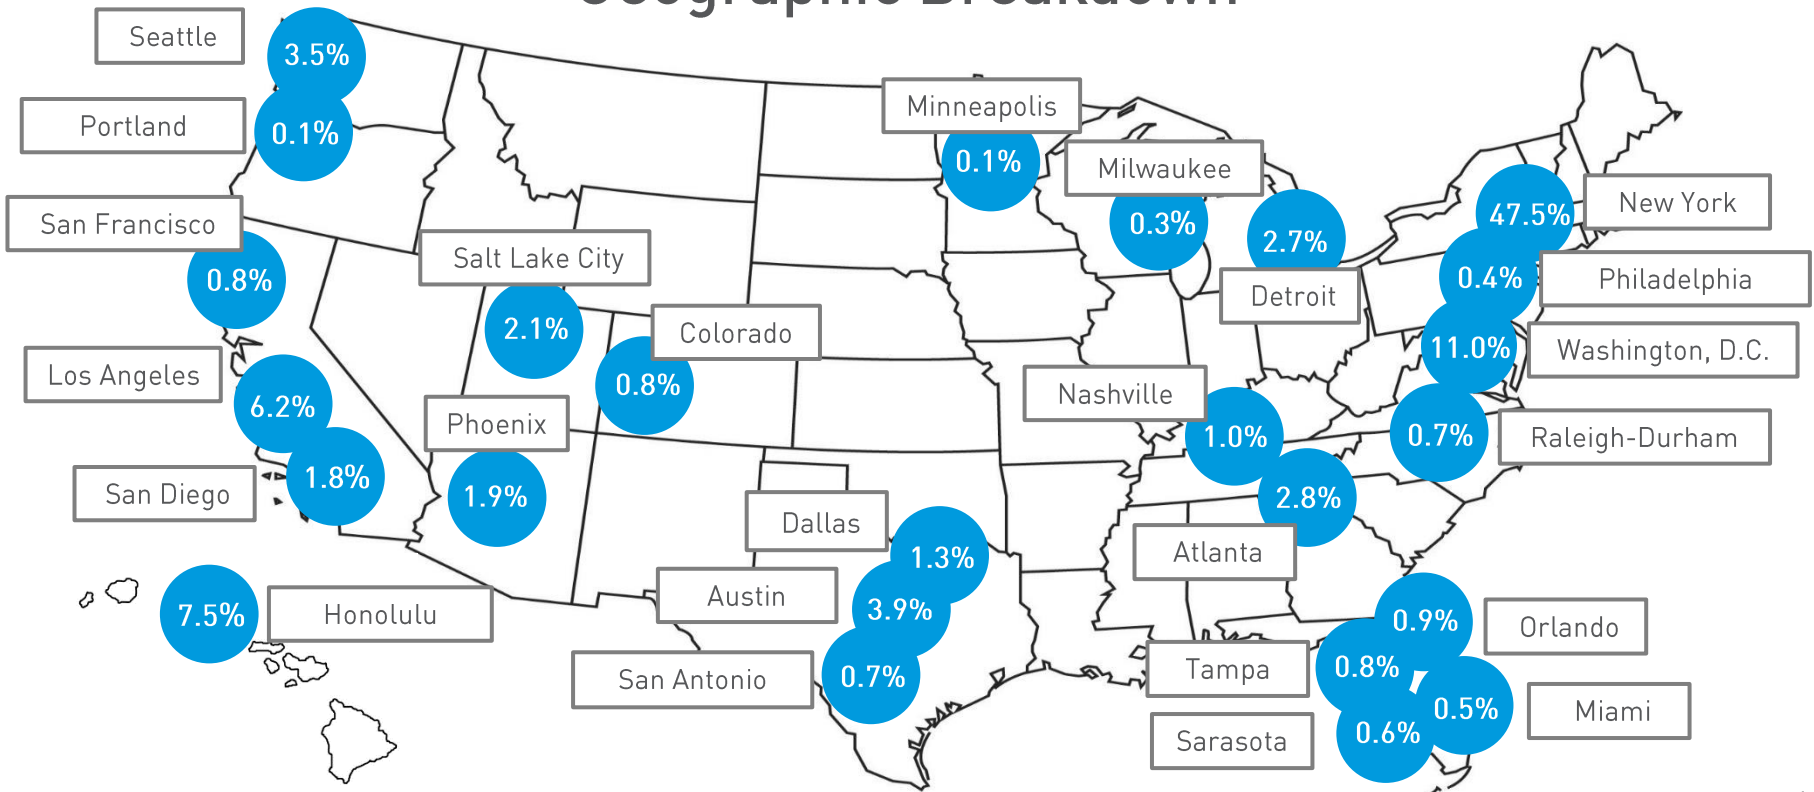 Geographic Breakdown
Seattle
3.5%
Portland
0.1%
San Francisco
0.8%
Los Angeles
6.2%
San Diego
1.8%
Honolulu
7.5%
Salt Lake City
2.1%
Colorado
0.8%
Phoenix
1.9%
Dallas
1.3%
Austin
3.9%
San Antonio
0.7%
Minneapolis
0.1%
Milwaukee
0.3%
2.7%
Detroit
Nashville
1.0%
2.8%
Atlanta
47.5%
New York
0.4%
Philadelphia
11.0%
Washington, D.C.
0.7%
Raleigh-Durham
0.9%
Orlando
Tampa
0.8%
Sarasota
0.6%
0.5%
Miami